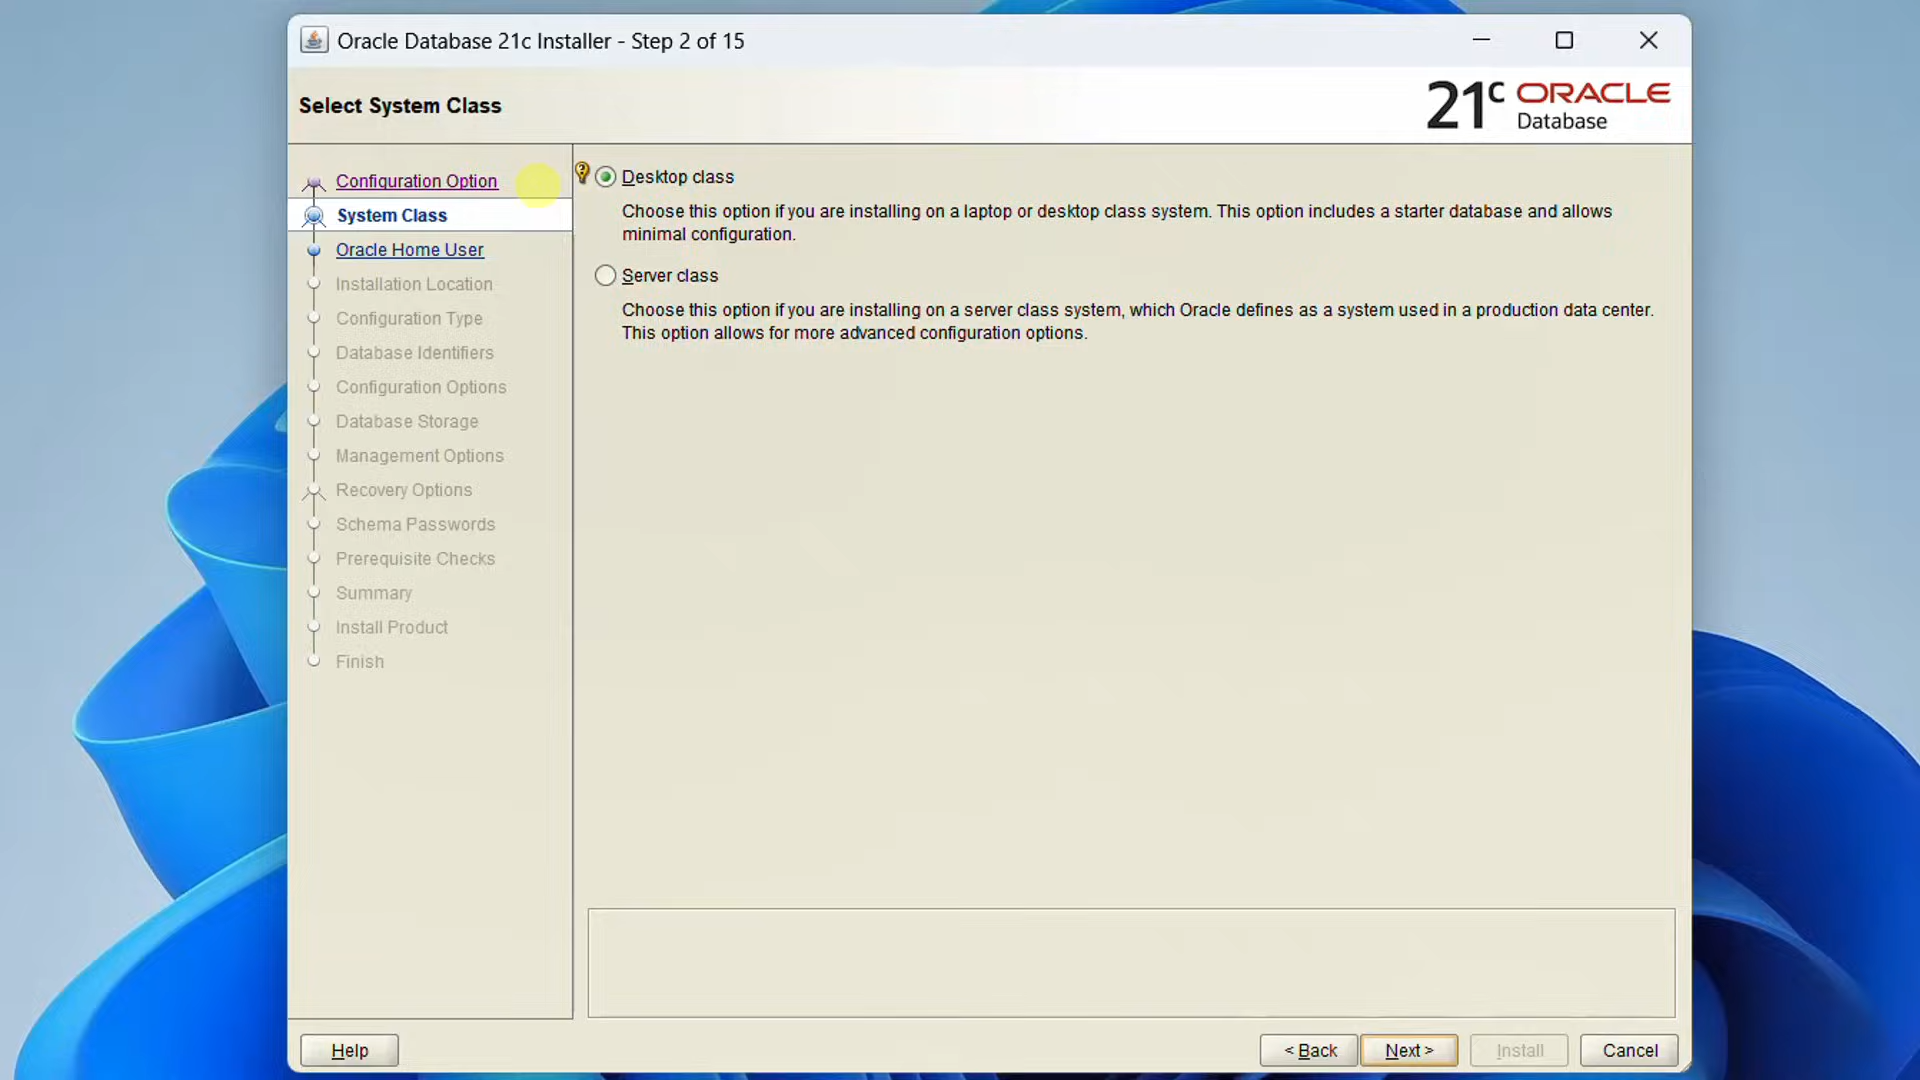 Oracle Database 21c Installer - Step 2 of 15
Select System Class
21c ORACLE
Database
Configuration Option
System Class
Oracle Home User
Installation Location
Configuration Type
Database Identifiers
Configuration Options
Database Storage
Management Options
Recovery Options
Schema Passwords
Prerequisite Checks
Summary
Install Product
Finish
Desktop class
Choose this option if you are installing on a laptop or desktop class system. This option includes a starter database and allows
minimal configuration.
Server class
Choose this option if you are installing on a server class system, which Oracle defines as a system used in a production data center.
This option allows for more advanced configuration options.
Help
< Back
Next >
Install
Cancel